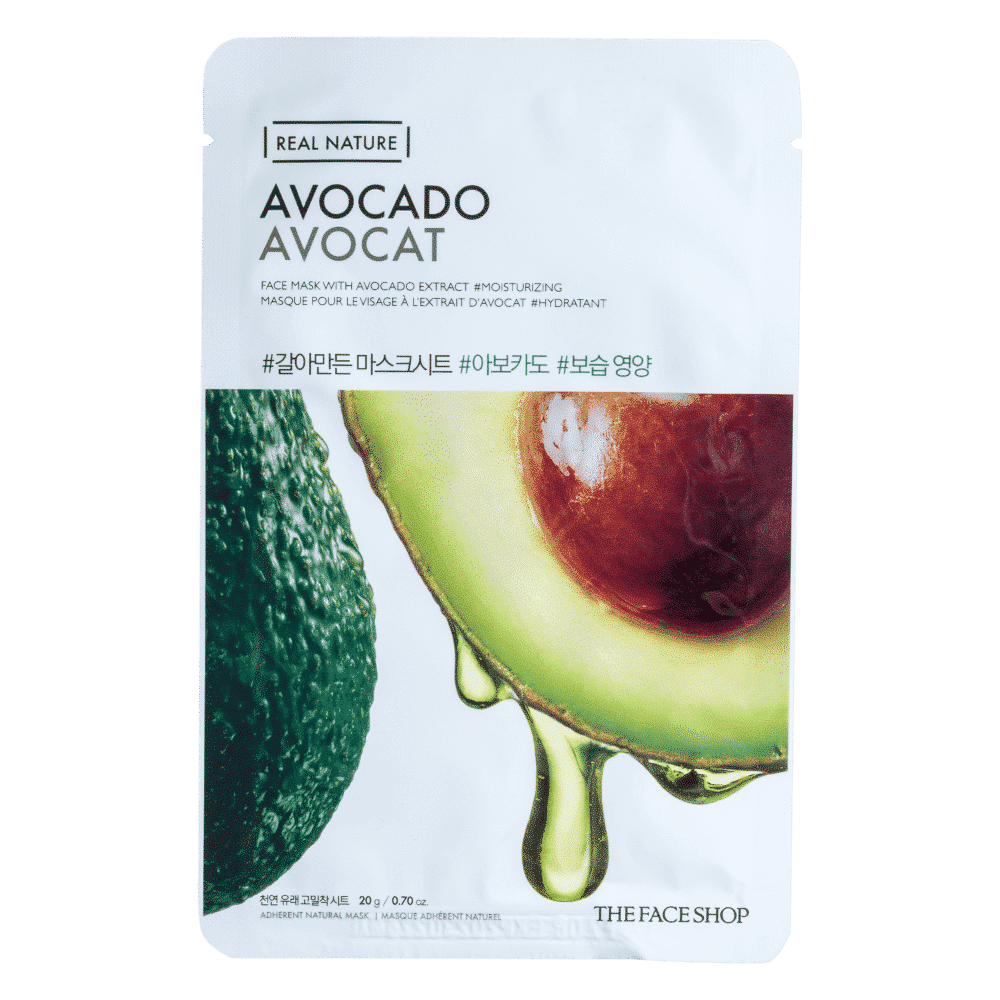 REAL NATURE
AVOCADO
AVOCAT
FACE MASK WITH AVOCADO EXTRACT #MOISTURIZING
MASQUE POUR LE VISAGE À L'EXTRAIT D'AVOCAT #HYDRATANT
#갈아만든 마스크시트 #아보카도 #보습 영양
천연 유래 고밀착시트 20 g / 0.70 oz.
ADHERENT NATURAL MASK | MASQUE ADHÉRENT NATUREL
THE FACE SHOP